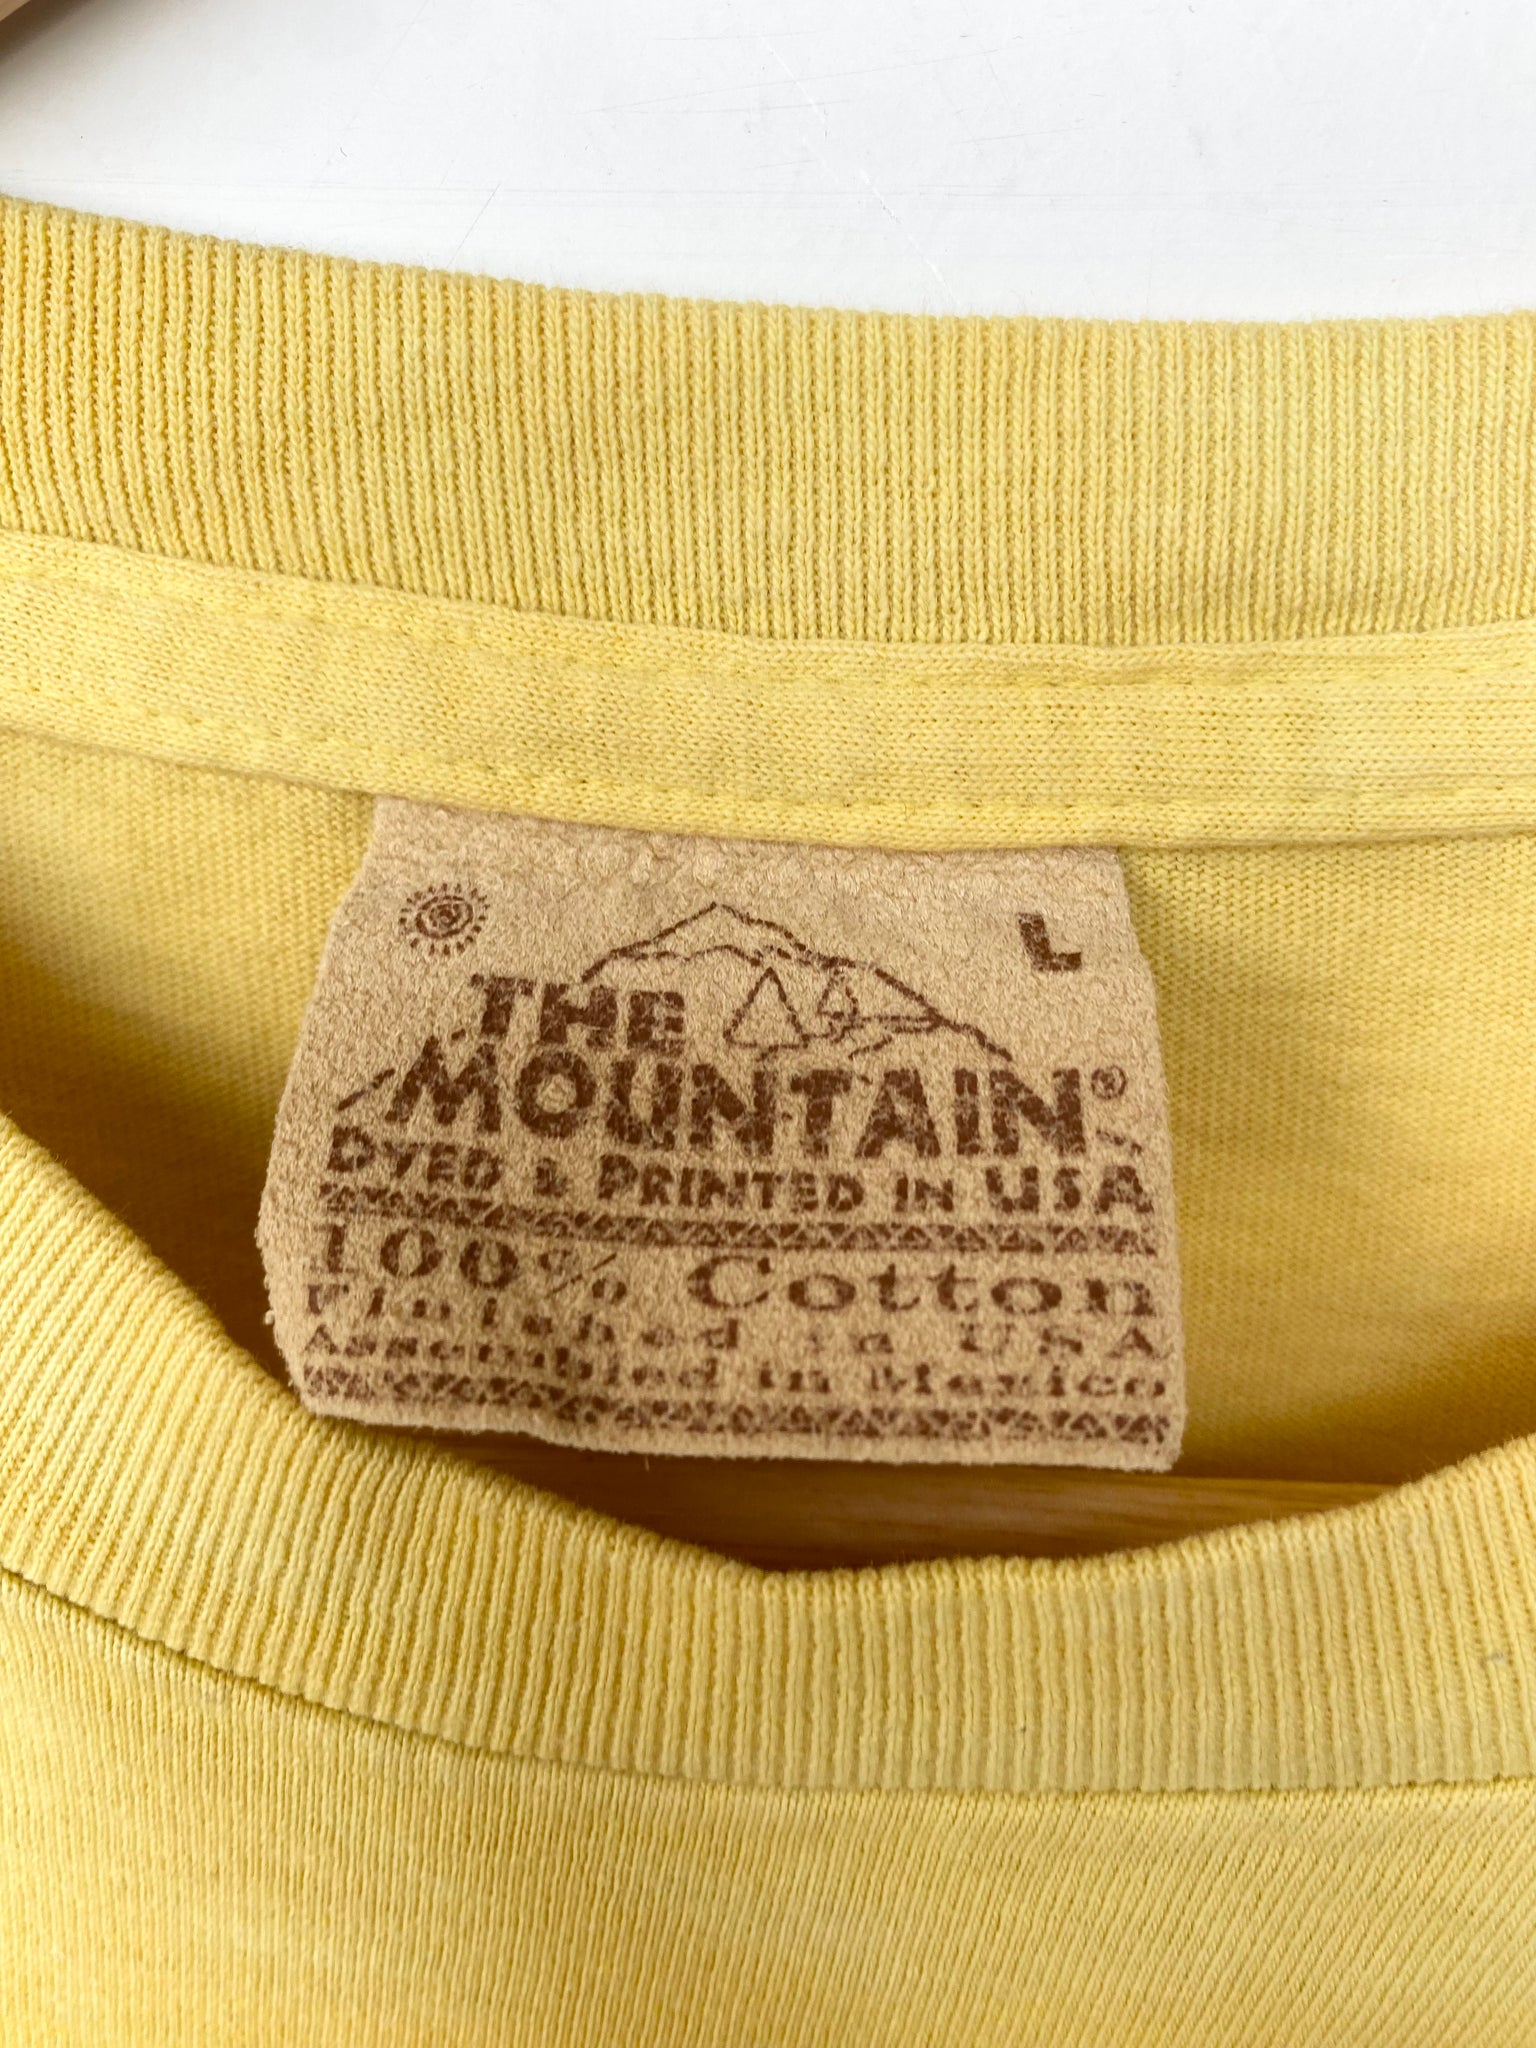 L
THE
MOUNTAIN®
DYED & PRINTED IN USA
100% Cotton
Finished in USA
Assembled in Mexico